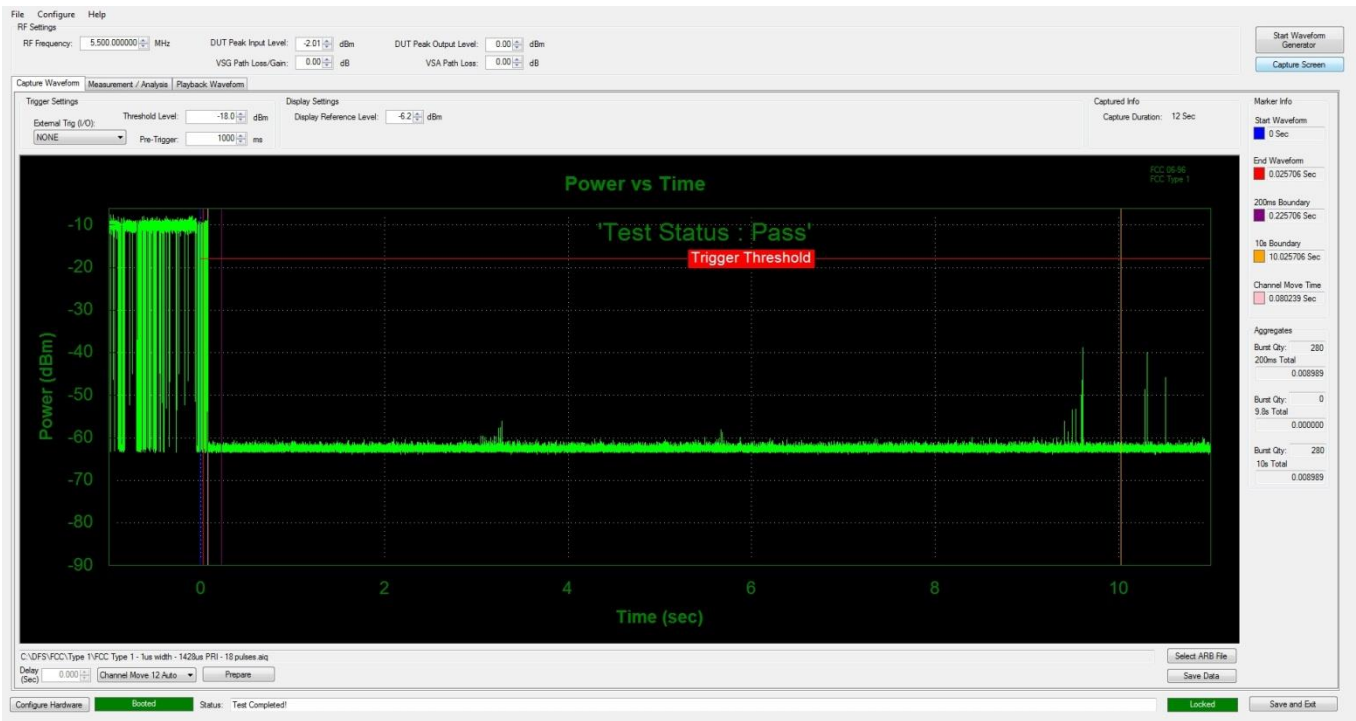 File Configure Help
RF Settings
RF Frequency: 5.500.000000 MHz DUT Peak Input Level: -2.01 dBm DUT Peak Output Level: 0.00 dBm
VSG Path Loss/Gain: 0.00 dB VSA Path Loss: 0.00 dB
Start Waveform
Generator
Capture Screen
Capture Waveform Measurement / Analysis Playback Waveform
Trigger Settings
External Trig (I/O): Threshold Level: -18.0 dBm
NONE Pre-Trigger: 1000 ms
Display Settings
Display Reference Level: -6.2 dBm
Captured Info
Capture Duration: 12 Sec
Marker Info
Start Waveform
0 Sec
End Waveform
0.025706 Sec
200ms Boundary
0.225706 Sec
10s Boundary
10.025706 Sec
Channel Move Time
0.080239 Sec
Aggregates
Burst Qty: 280
200ms Total
0.008989
Burst Qty: 0
9.8s Total
0.000000
Burst Qty: 280
10s Total
0.008989
Power vs Time
FCC 06-96
FCC Type 1
'Test Status : Pass'
Trigger Threshold
Power (dBm)
-10
-20
-30
-40
-50
-60
-70
-80
-90
0 2 4 6 8 10
Time (sec)
C:\DFS\FCC\Type 1\FCC Type 1 - 1us width - 1428us PRI - 18 pulses.aiq
Select ARB File
Delay
(Sec) 0.000 Channel Move 12 Auto Prepare
Save Data
Configure Hardware Booted Status: Test Completed! Locked Save and Exit